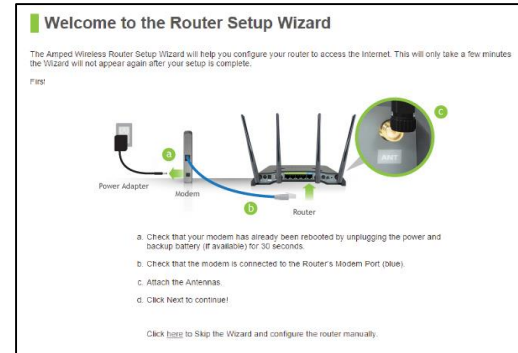 Welcome to the Router Setup Wizard
The Amped Wireless Router Setup Wizard will help you configure your router to access the Internet. This will only take a few minutes
the Wizard will not appear again after your setup is complete.
First
c
a
Power Adapter
Modem
ANT
b
Router
a. Check that your modem has already been rebooted by unplugging the power and
backup battery (if available) for 30 seconds.
b. Check that the modem is connected to the Router's Modem Port (blue).
c. Attach the Antennas.
d. Click Next to continue!
Click here to Skip the Wizard and configure the router manually.